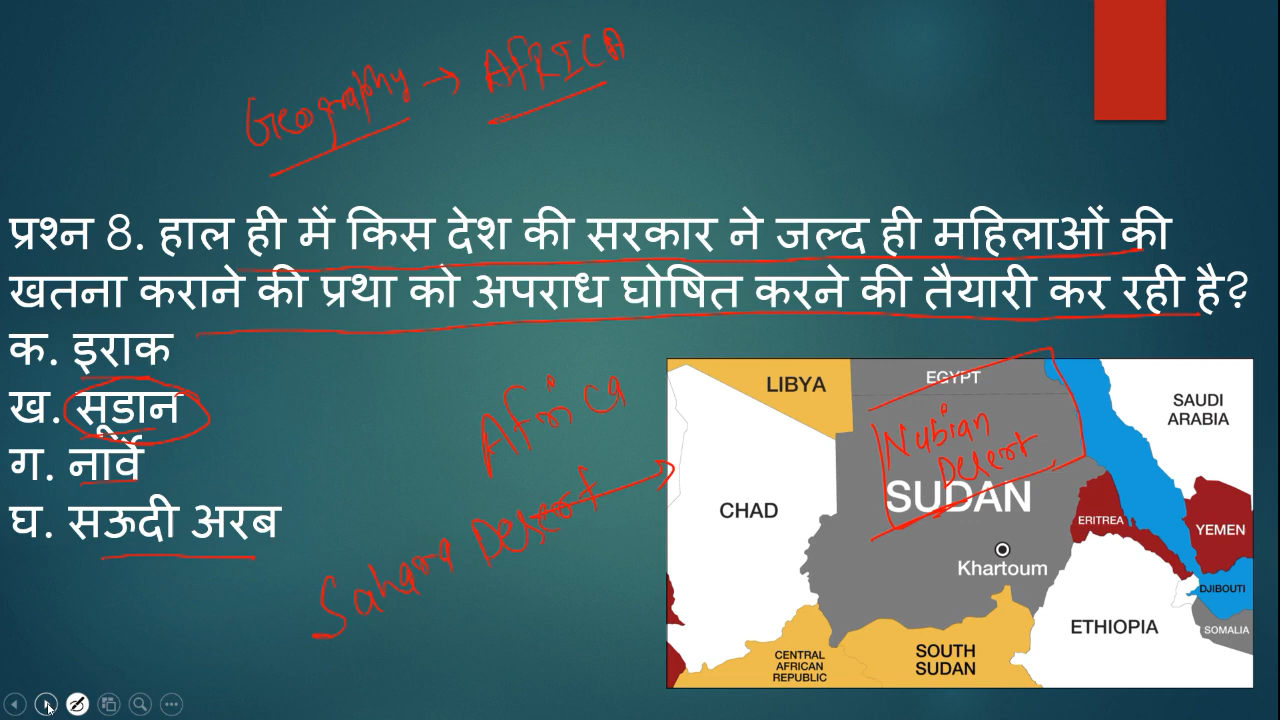 Geography → AFRICA
प्रश्न 8. हाल ही में किस देश की सरकार ने जल्द ही महिलाओं की
खतना कराने की प्रथा को अपराध घोषित करने की तैयारी कर रही है?
क. इराक
ख. सूडान
ग. नार्वे
घ. सऊदी अरब
Africa
Sahara Desert
LIBYA
EGYPT
SAUDI
ARABIA
Nubian
Desert
SUDAN
CHAD
ERITREA
YEMEN
Khartoum
DJIBOUTI
ETHIOPIA
SOMALIA
CENTRAL
AFRICAN
REPUBLIC
SOUTH
SUDAN